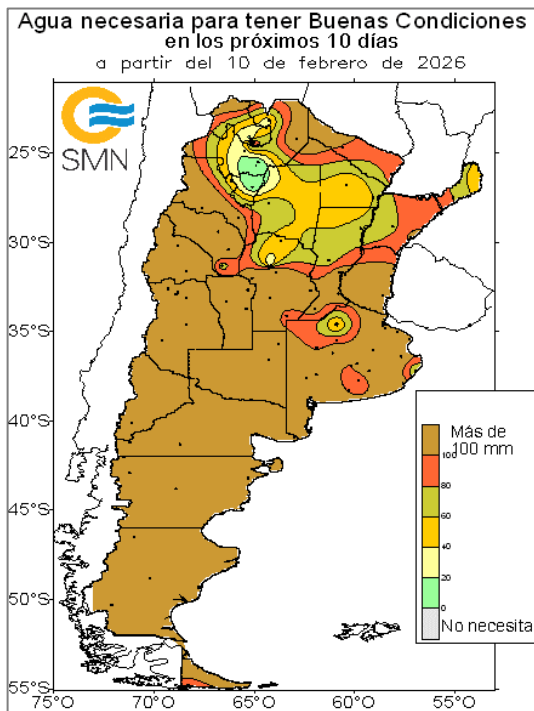 Agua necesaria para tener Buenas Condiciones
en los próximos 10 días
a partir del 10 de febrero de 2026
SMN
25°S
30°S
35°S
40°S
45°S
50°S
55°S
75°O 70°O 65°O 60°O 55°O
Más de
100 mm
100
80
60
40
20
0
No necesita